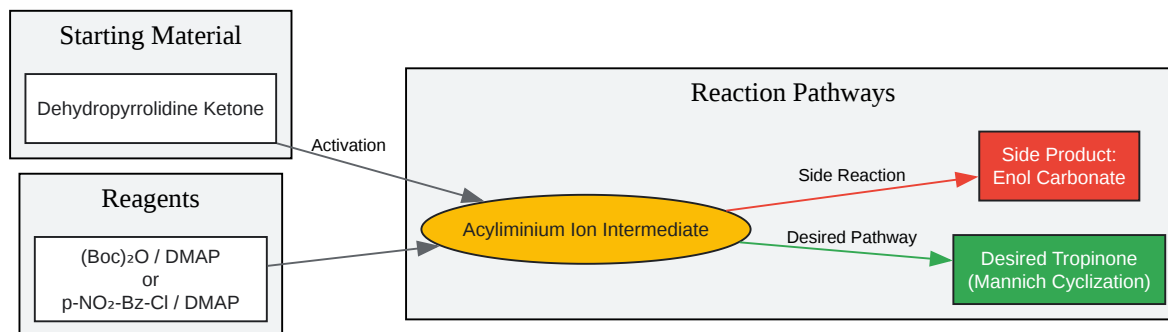 Starting Material
Dehydropyrrolidine Ketone
Reagents
(Boc)₂O / DMAP
or
p-NO₂-Bz-Cl / DMAP
Activation
Reaction Pathways
Acyliminium Ion Intermediate
Side Reaction
Desired Pathway
Side Product:
Enol Carbonate
Desired Tropinone
(Mannich Cyclization)